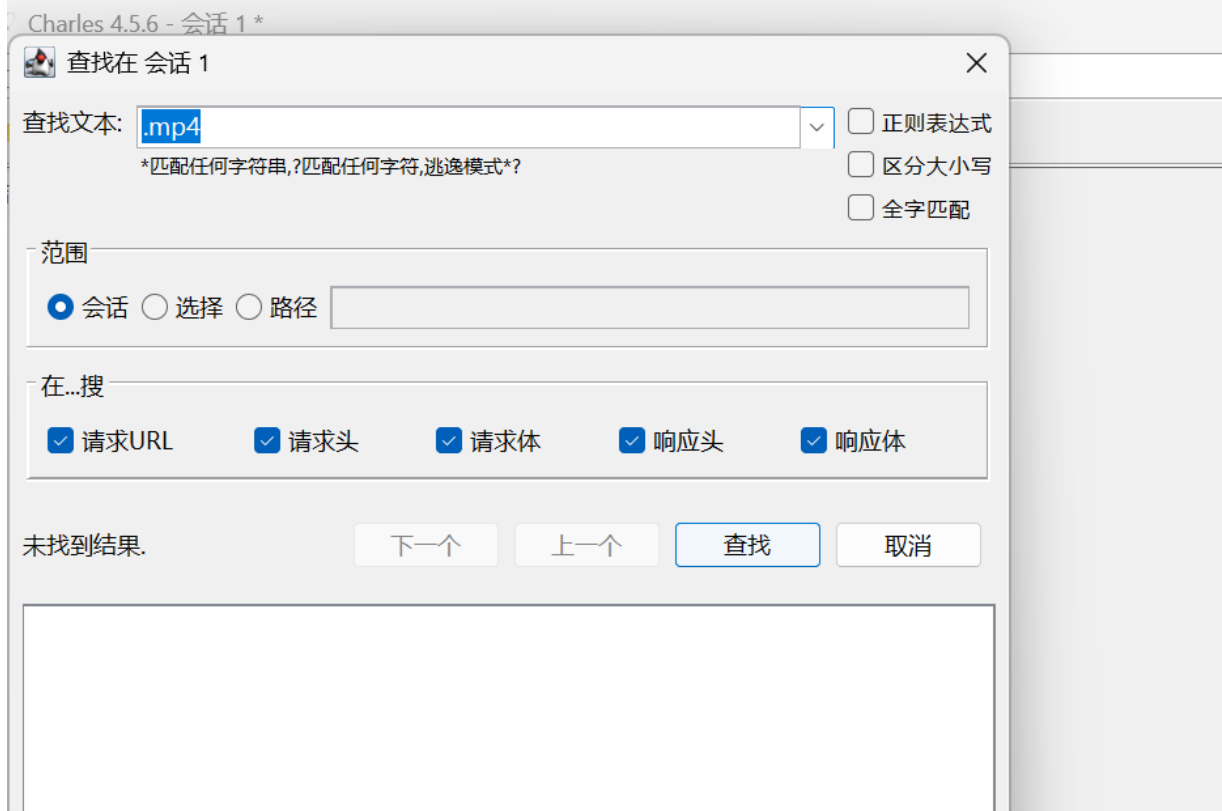 Charles 4.5.6 - 会话 1 *
查找在 会话 1
查找文本: .mp4
正则表达式
*匹配任何字符串,?匹配任何字符,逃逸模式*?
区分大小写
全字匹配
范围
会话 选择 路径
在...搜
请求URL 请求头 请求体 响应头 响应体
未找到结果. 下一个 上一个 查找 取消